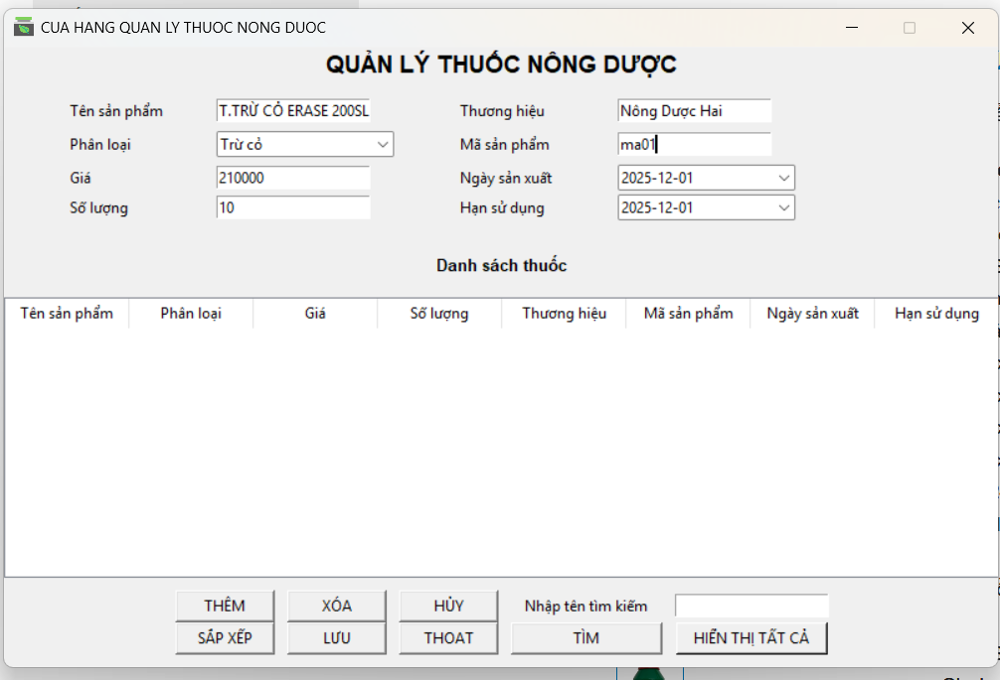 CUA HANG QUAN LY THUOC NONG DUOC
QUẢN LÝ THUỐC NÔNG DƯỢC
Tên sản phẩm T.TRỪ CỎ ERASE 200SL Thương hiệu Nông Dược Hai
Phân loại Trừ cỏ Mã sản phẩm ma01
Giá 210000 Ngày sản xuất 2025-12-01
Số lượng 10 Hạn sử dụng 2025-12-01
Danh sách thuốc
Tên sản phẩm Phân loại Giá Số lượng Thương hiệu Mã sản phẩm Ngày sản xuất Hạn sử dụng
THÊM XÓA HỦY Nhập tên tìm kiếm
SẮP XẾP LƯU THOAT TÌM HIỂN THỊ TẤT CẢ